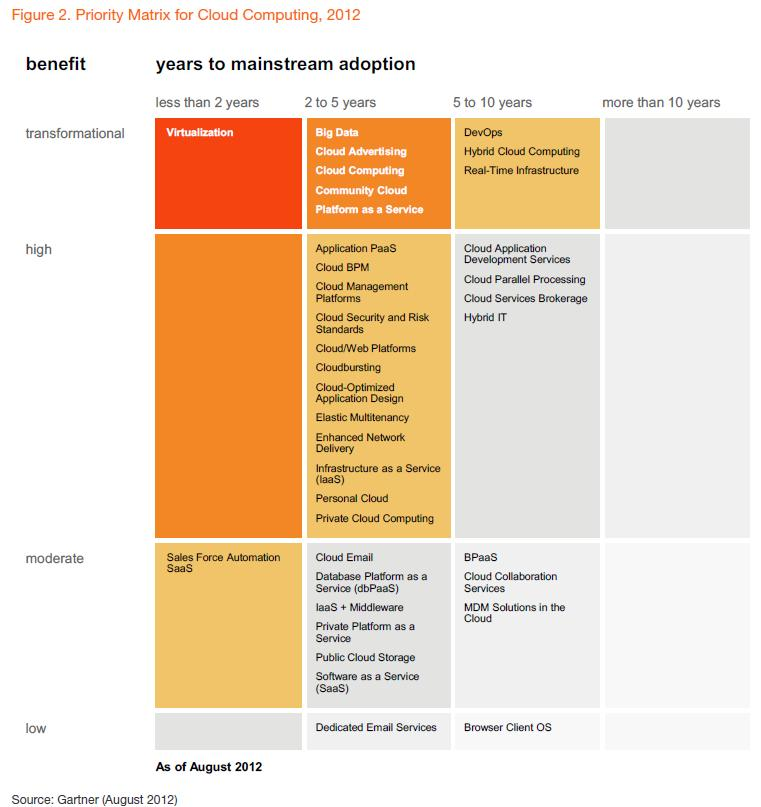 Figure 2. Priority Matrix for Cloud Computing, 2012
benefit
years to mainstream adoption
less than 2 years
2 to 5 years
5 to 10 years
more than 10 years
transformational
Virtualization
Big Data
Cloud Advertising
Cloud Computing
Community Cloud
Platform as a Service
DevOps
Hybrid Cloud Computing
Real-Time Infrastructure
high
Application PaaS
Cloud BPM
Cloud Management
Platforms
Cloud Security and Risk
Standards
Cloud/Web Platforms
Cloudbursting
Cloud-Optimized
Application Design
Elastic Multitenancy
Enhanced Network
Delivery
Infrastructure as a Service
(IaaS)
Personal Cloud
Private Cloud Computing
Cloud Application
Development Services
Cloud Parallel Processing
Cloud Services Brokerage
Hybrid IT
moderate
Sales Force Automation
SaaS
Cloud Email
Database Platform as a
Service (dbPaaS)
IaaS + Middleware
Private Platform as a
Service
Public Cloud Storage
Software as a Service
(SaaS)
BPaaS
Cloud Collaboration
Services
MDM Solutions in the
Cloud
low
Dedicated Email Services
Browser Client OS
As of August 2012
Source: Gartner (August 2012)